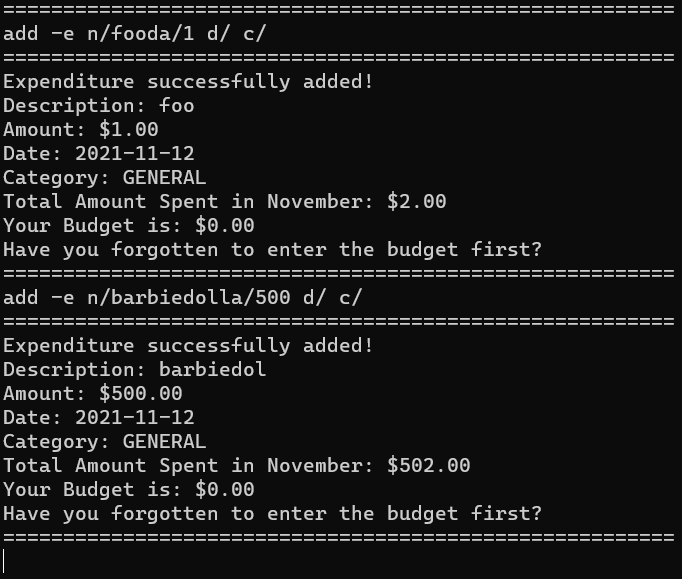 ========================================================
add -e n/fooda/1 d/ c/
========================================================
Expenditure successfully added!
Description: foo
Amount: $1.00
Date: 2021-11-12
Category: GENERAL
Total Amount Spent in November: $2.00
Your Budget is: $0.00
Have you forgotten to enter the budget first?
========================================================
add -e n/barbiedolla/500 d/ c/
========================================================
Expenditure successfully added!
Description: barbiedol
Amount: $500.00
Date: 2021-11-12
Category: GENERAL
Total Amount Spent in November: $502.00
Your Budget is: $0.00
Have you forgotten to enter the budget first?
========================================================